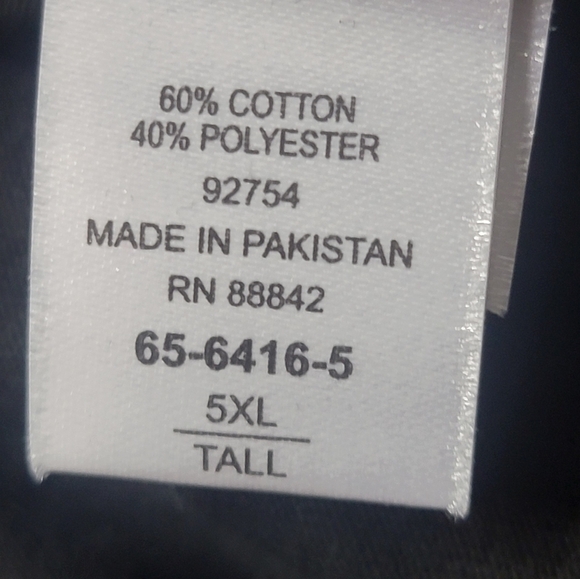 60% COTTON
40% POLYESTER
92754
MADE IN PAKISTAN
RN 88842
65-6416-5
5XL
TALL